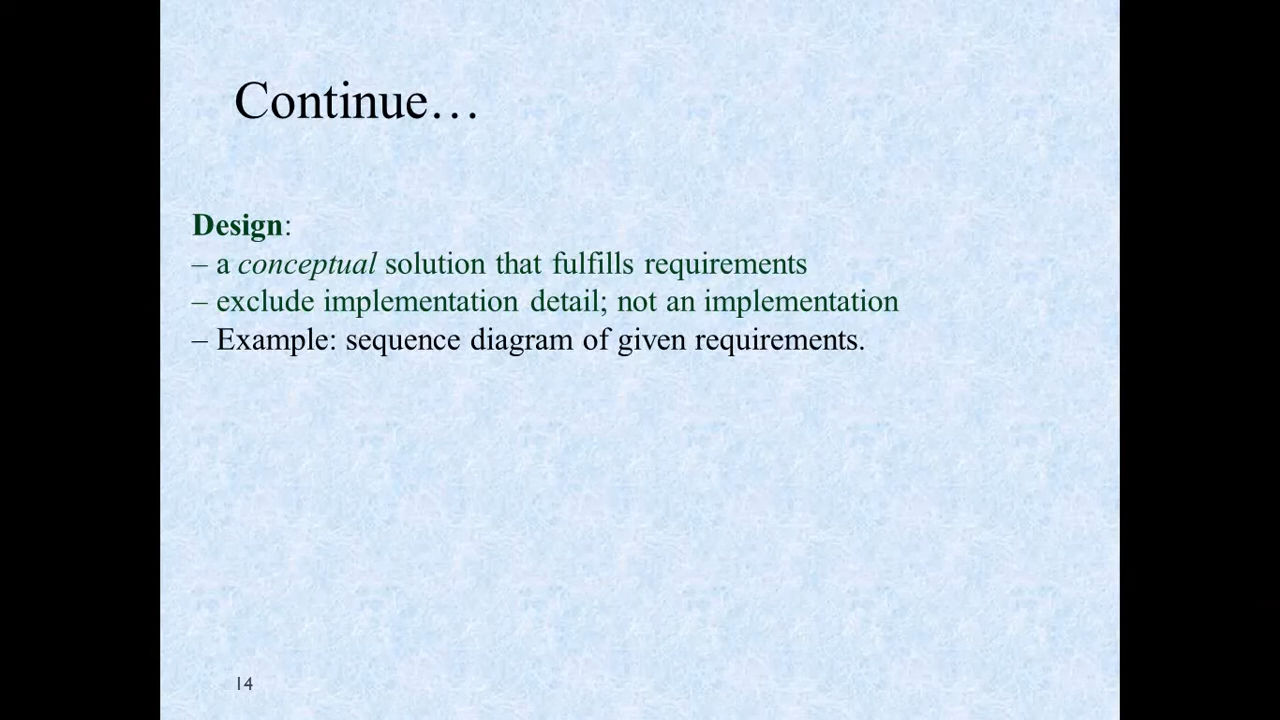 Continue…
Design:
– a conceptual solution that fulfills requirements
– exclude implementation detail; not an implementation
– Example: sequence diagram of given requirements.
14